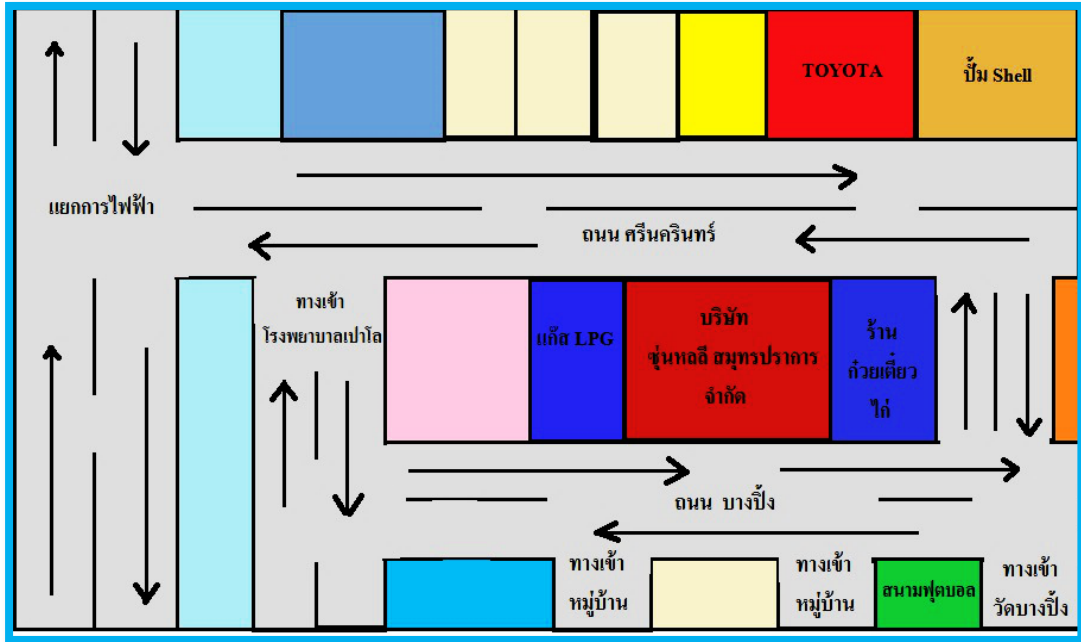 TOYOTA
ปั้ม Shell
แยกการไฟฟ้า
ถนน ศรีนครินทร์
ทางเข้า
โรงพยาบาลเปาโล
แก๊ส LPG
บริษัท
ซุ่นหลลี สมุทรปราการ
จำกัด
ร้าน
ก๋วยเตี๋ยว
ไก่
ถนน บางปิ้ง
ทางเข้า
หมู่บ้าน
ทางเข้า
หมู่บ้าน
สนามฟุตบอล
ทางเข้า
วัดบางปิ้ง